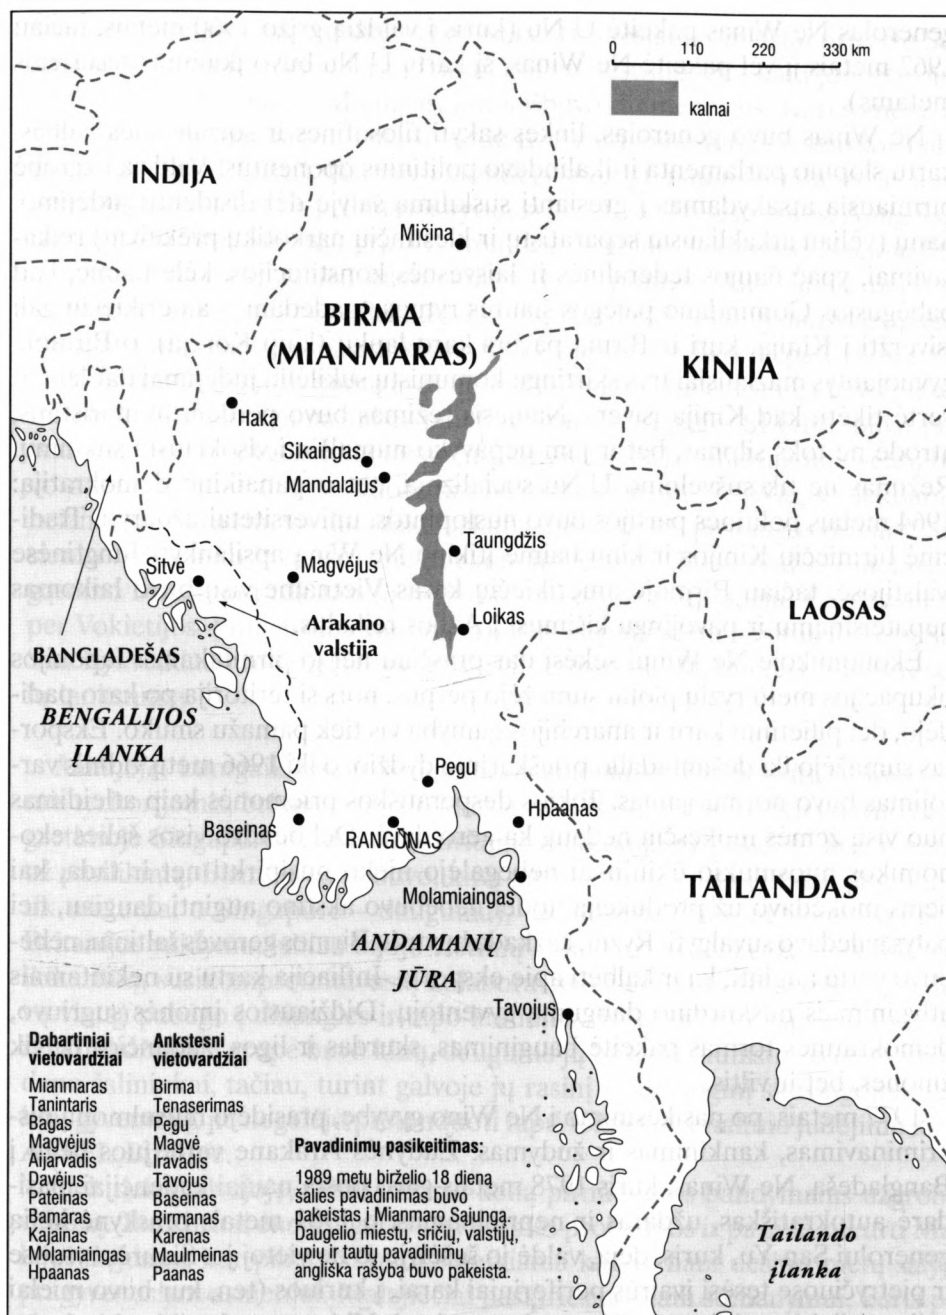 0 110 220 330 km
kalnai
INDIJA
Mičina
BIRMA
(MIANMARAS)
KINIJA
Haka
Sikaingas
Mandalajus
Taungdžis
Sitvė
Magvėjus
Loikas
LAOSAS
Arakano
valstija
BANGLADEŠAS
BENGALIJOS
ILANKA
Pegu
Baseinas
RANGŪNAS
Hpaanas
Molamiaingas
TAILANDAS
ANDAMANŲ
JŪRA
Tavojus
Dabartiniai
vietovardžiai
Mianmaras
Tanintaris
Bagas
Magvėjus
Aijarvadis
Davėjus
Pateinas
Bamaras
Kajainas
Molamiaingas
Hpaanas
Ankstesni
vietovardžiai
Birma
Tenasėrimas
Pegu
Magvė
Iravadis
Tavojus
Baseinas
Birmanas
Karenas
Maulmeinas
Paanas
Pavadinimų pasikeitimas:
1989 metų birželio 18 dieną
šalies pavadinimas buvo
pakeistas į Mianmaro Sąjungą.
Daugelio miestų, sričių, valstijų,
upių ir tautų pavadinimų
angliška rašyba buvo pakeista.
Tailando
įlanka